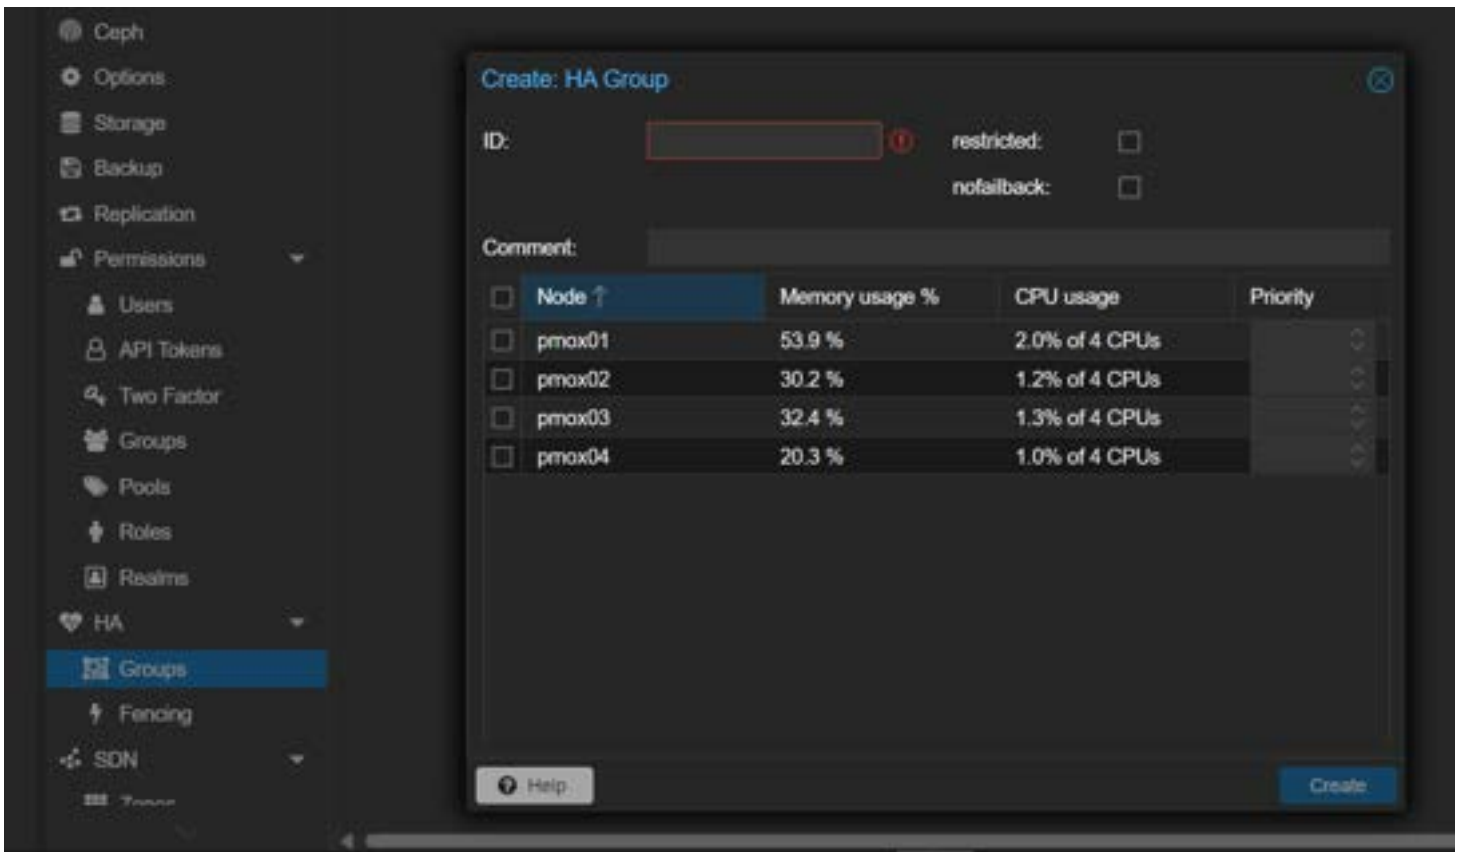 Ceph
Options
Storage
Backup
Replication
Permissions
Users
API Tokens
Two Factor
Groups
Pools
Roles
Realms
HA
Groups
Fencing
SDN
Zones
Create: HA Group
ID:
restricted:
nofailback:
Comment:
Node Memory usage % CPU usage Priority
pmox01 53.9 % 2.0% of 4 CPUs
pmox02 30.2 % 1.2% of 4 CPUs
pmox03 32.4 % 1.3% of 4 CPUs
pmox04 20.3 % 1.0% of 4 CPUs
Help
Create